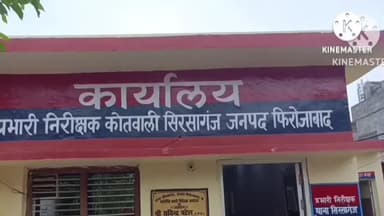 KINEMASTER
KINEMASTER
कार्यालय
प्रभारी निरीक्षक कोतवाली सिरसागंज जनपद फिरोजाबाद
प्रभारी निरीक्षक
थाना सिरसागंज